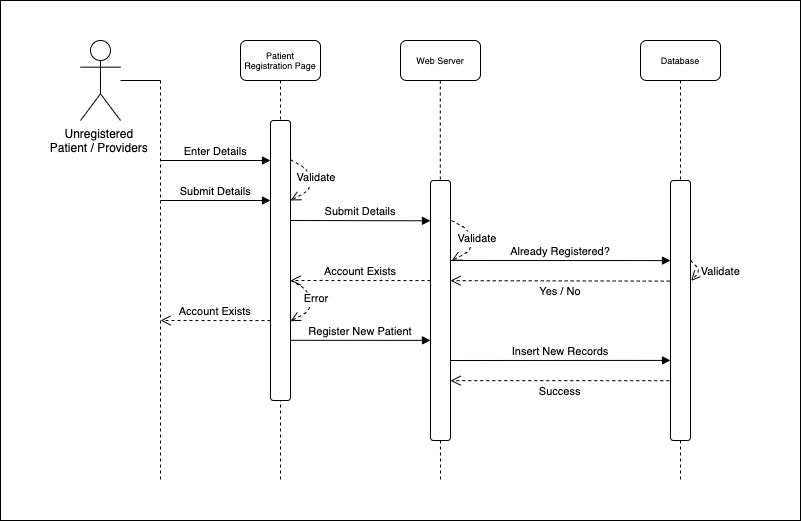 Patient
Registration Page
Web Server
Database
Unregistered
Patient / Providers
Enter Details
Validate
Submit Details
Submit Details
Validate
Already Registered?
Account Exists
Validate
Yes / No
Error
Account Exists
Register New Patient
Insert New Records
Success